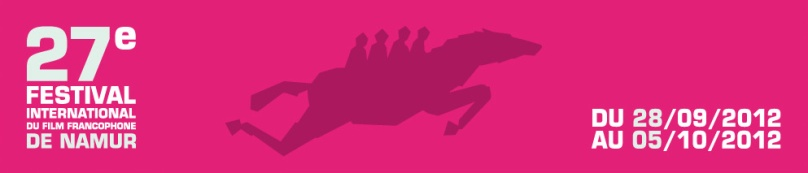 27e
FESTIVAL
INTERNATIONAL
DU FILM FRANCOPHONE
DE NAMUR
DU 28/09/2012
AU 05/10/2012